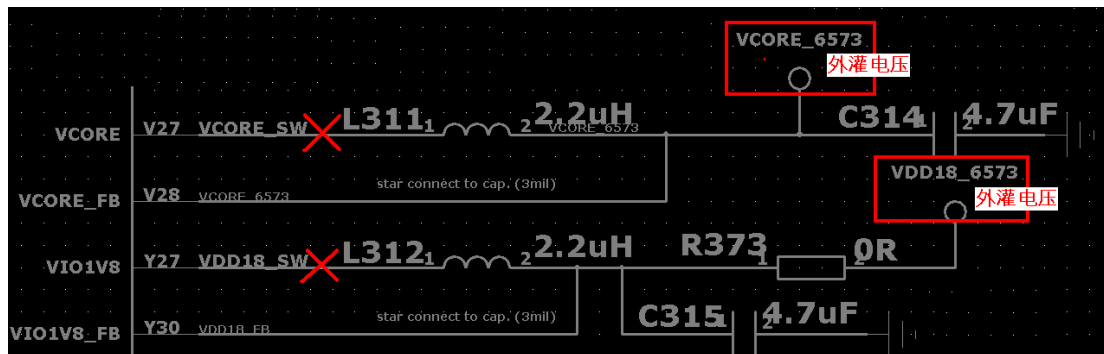 VCORE_6573
外灌电压
VCORE V27 VCORE_SW L311 1 2.2uH 2 VCORE_6573 C314 1 2 4.7uF
VDD18_6573
外灌电压
VCORE_FB V28 VCORE_6573 star connect to cap. (3mil)
VIO1V8 Y27 VDD18_SW L312 1 2.2uH 2 R373 1 2 0R
VIO1V8_FB Y30 VDD18_FB star connect to cap. (3mil) C315 1 2 4.7uF